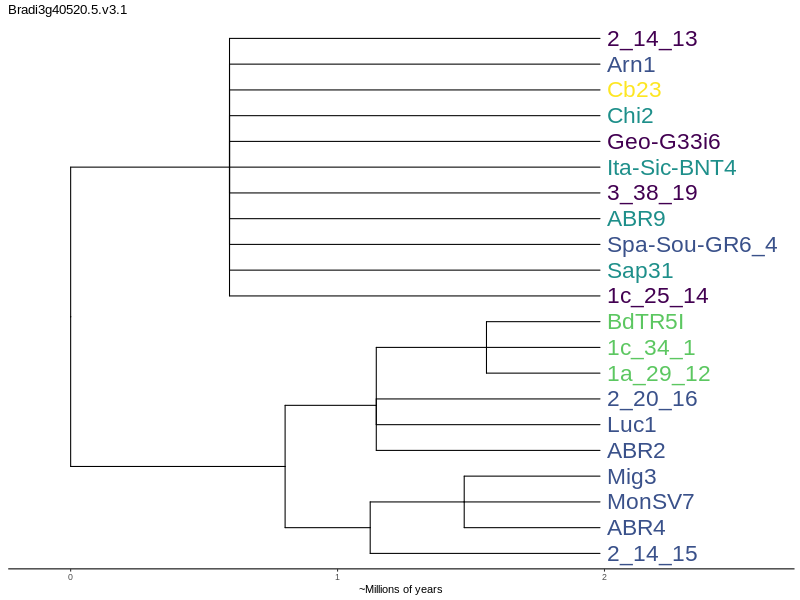 Bradi3g40520.5.v3.1
2_14_13
Arn1
Cb23
Chi2
Geo-G33i6
Ita-Sic-BNT4
3_38_19
ABR9
Spa-Sou-GR6_4
Sap31
1c_25_14
BdTR5I
1c_34_1
1a_29_12
2_20_16
Luc1
ABR2
Mig3
MonSV7
ABR4
2_14_15
0 1 2
~Millions of years